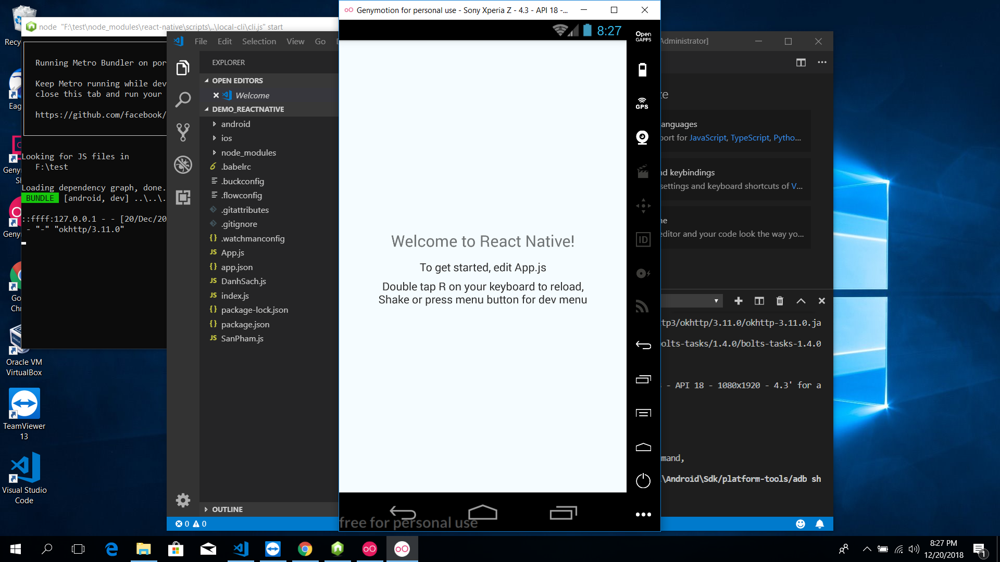 Recy
Eag
Geny
Sh
Geny
Go
Chr
Oracle VM
VirtualBox
TeamViewer
13
Visual Studio
Code
node "F:\test\node_modules\react-native\scripts\..\local-cli\cli.js" start
Running Metro Bundler on por
Keep Metro running while dev
close this tab and run your
https://github.com/facebook/
Looking for JS files in
F:\test
Loading dependency graph, done.
BUNDLE [android, dev] ..\..\.
::ffff:127.0.0.1 - - [20/Dec/20
- "-" "okhttp/3.11.0"
File Edit Selection View Go
EXPLORER
OPEN EDITORS
Welcome
DEMO_REACTNATIVE
android
ios
node_modules
.babelrc
.buckconfig
.flowconfig
.gitattributes
.gitignore
.watchmanconfig
JS App.js
app.json
JS DanhSach.js
JS index.js
package-lock.json
package.json
JS SanPham.js
OUTLINE
0 0
Genymotion for personal use - Sony Xperia Z - 4.3 - API 18 -...
8:27
Open
GAPPS
GPS
ID
Welcome to React Native!
To get started, edit App.js
Double tap R on your keyboard to reload,
Shake or press menu button for dev menu
free for personal use
Administrator]
anguages
port for JavaScript, TypeScript, Pytho...
nd keybindings
settings and keyboard shortcuts of V...
ne
editor and your code look the way yo...
tp3/okhttp/3.11.0/okhttp-3.11.0.ja
olts-tasks/1.4.0/bolts-tasks-1.4.0
- API 18 - 1080x1920 - 4.3' for a
mand,
\Android\Sdk/platform-tools/adb sh
8:27 PM
12/20/2018
1